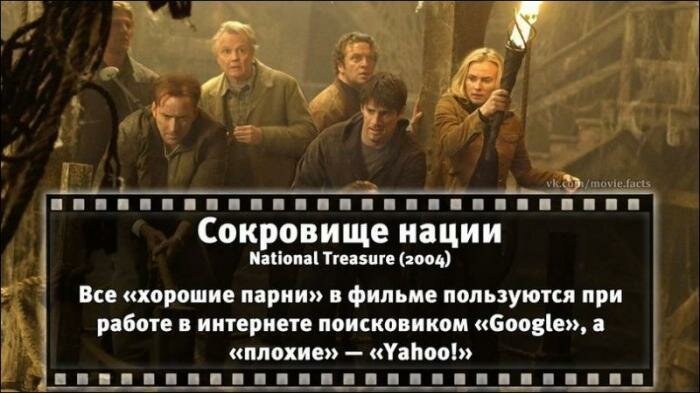 vk.com/movie.facts
Сокровище нации
National Treasure (2004)
Все «хорошие парни» в фильме пользуются при
работе в интернете поисковиком «Google», а
«плохие» — «Yahoo!»